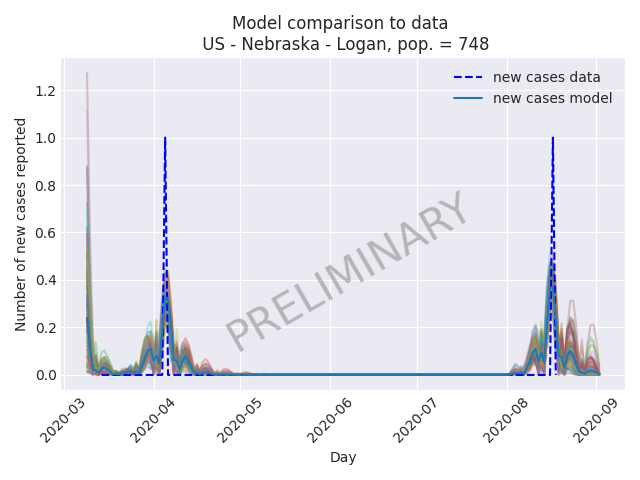 Model comparison to data
US - Nebraska - Logan, pop. = 748
new cases data
new cases model
Number of new cases reported
1.2
1.0
0.8
0.6
0.4
0.2
0.0
PRELIMINARY
2020-03
2020-04
2020-05
2020-06
2020-07
2020-08
2020-09
Day